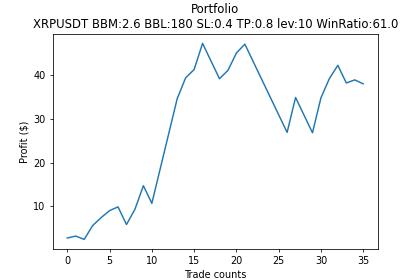 Portfolio
XRPUSDT BBM:2.6 BBL:180 SL:0.4 TP:0.8 lev:10 WinRatio:61.0
Profit ($)
40
30
20
10
0 5 10 15 20 25 30 35
Trade counts